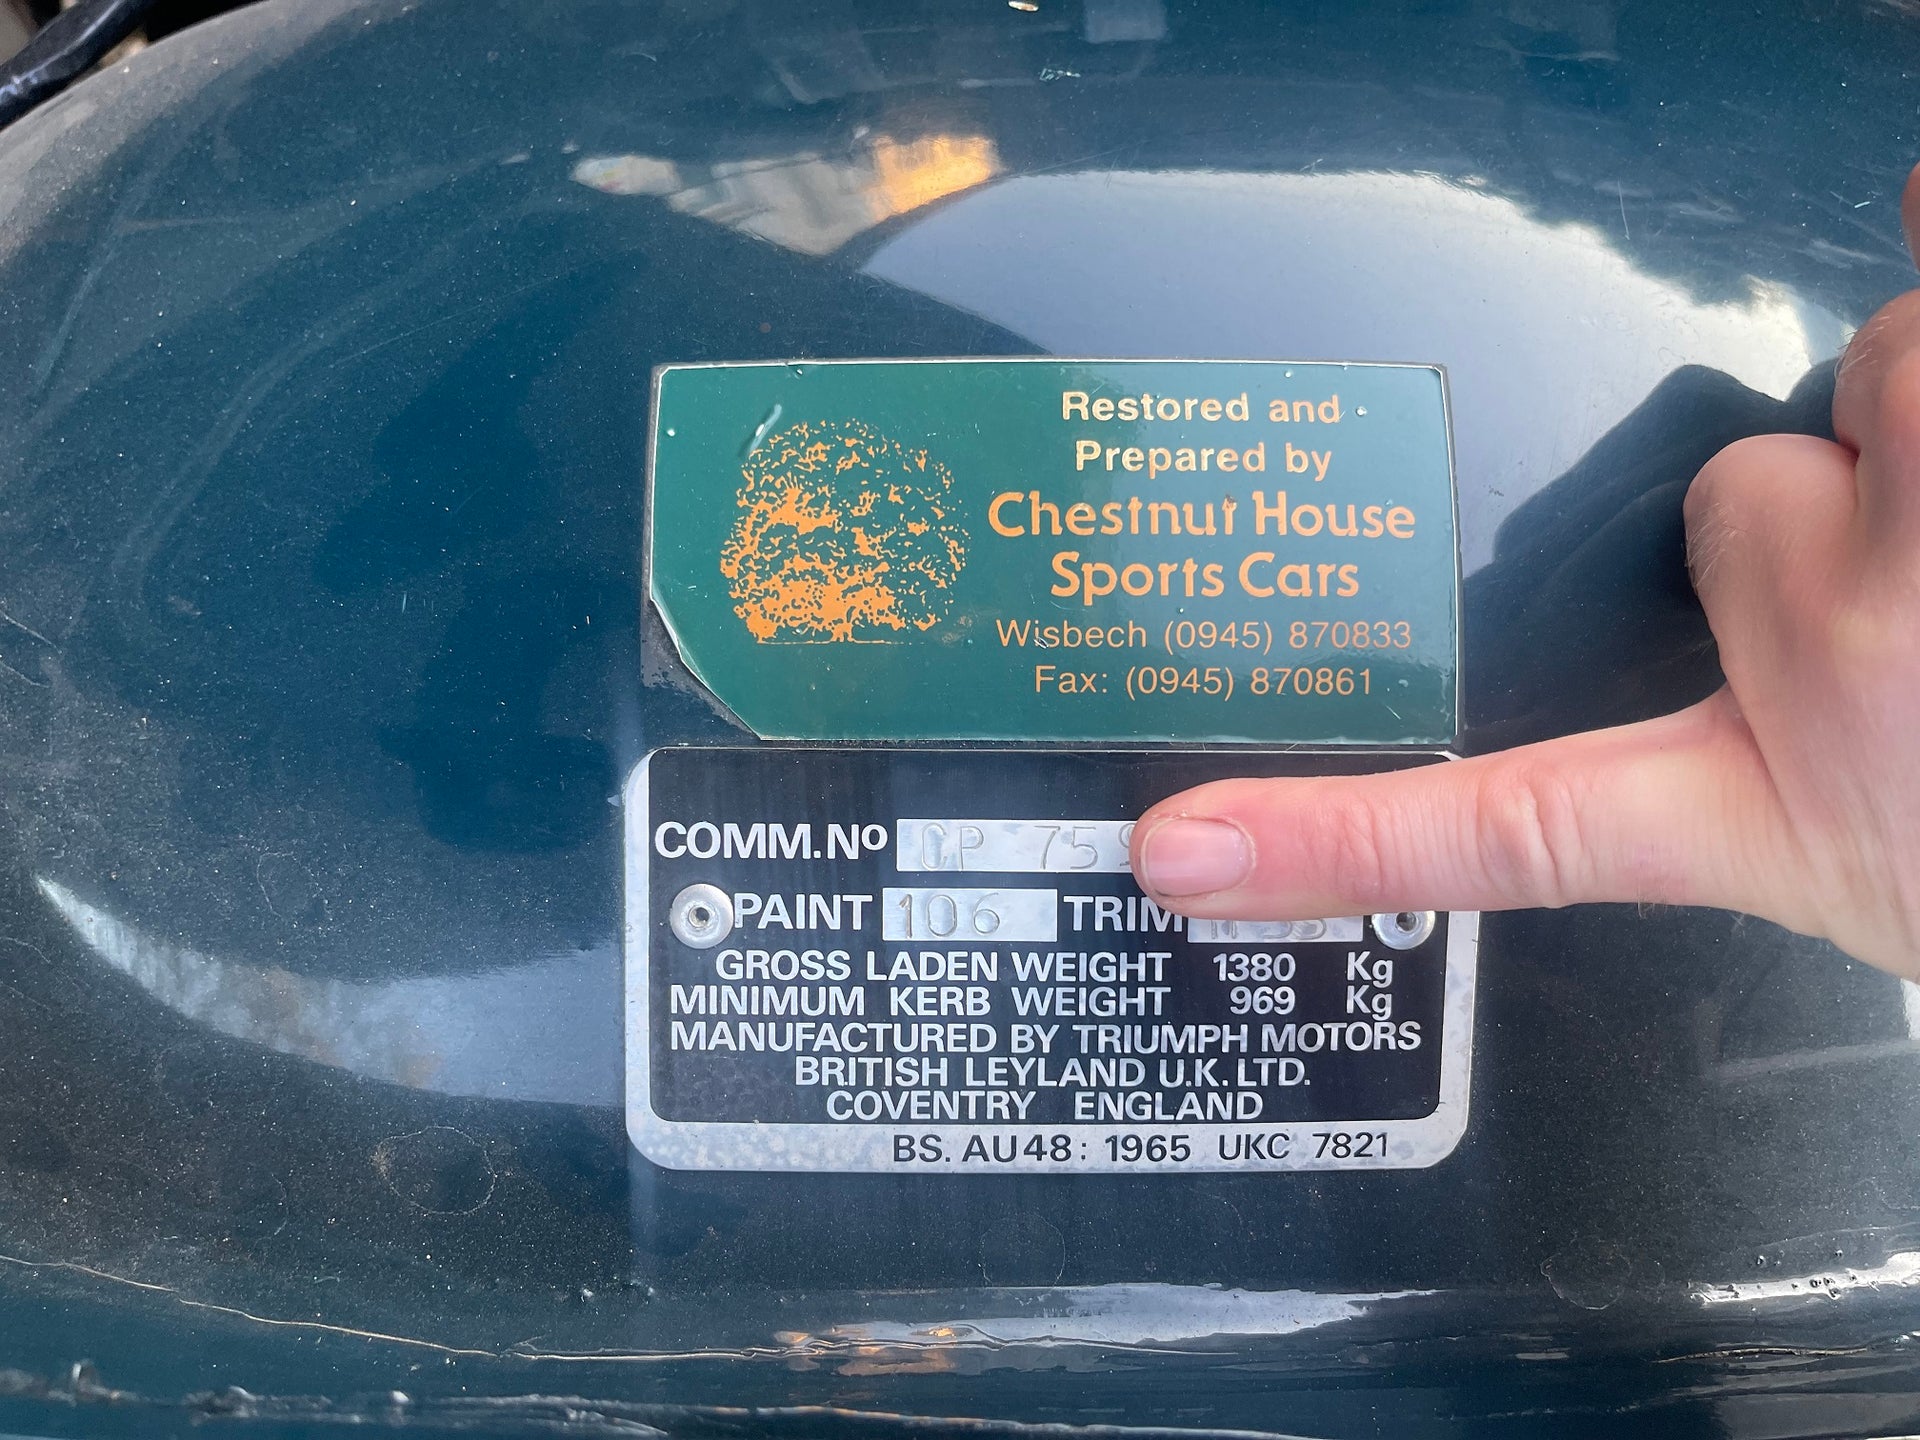 Restored and
Prepared by
Chestnut House
Sports Cars
Wisbech (0945) 870833
Fax: (0945) 870861
COMM.No CP 75
PAINT 106 TRIM
GROSS LADEN WEIGHT 1380 Kg
MINIMUM KERB WEIGHT 969 Kg
MANUFACTURED BY TRIUMPH MOTORS
BRITISH LEYLAND U.K. LTD.
COVENTRY ENGLAND
BS. AU48: 1965 UKC 7821